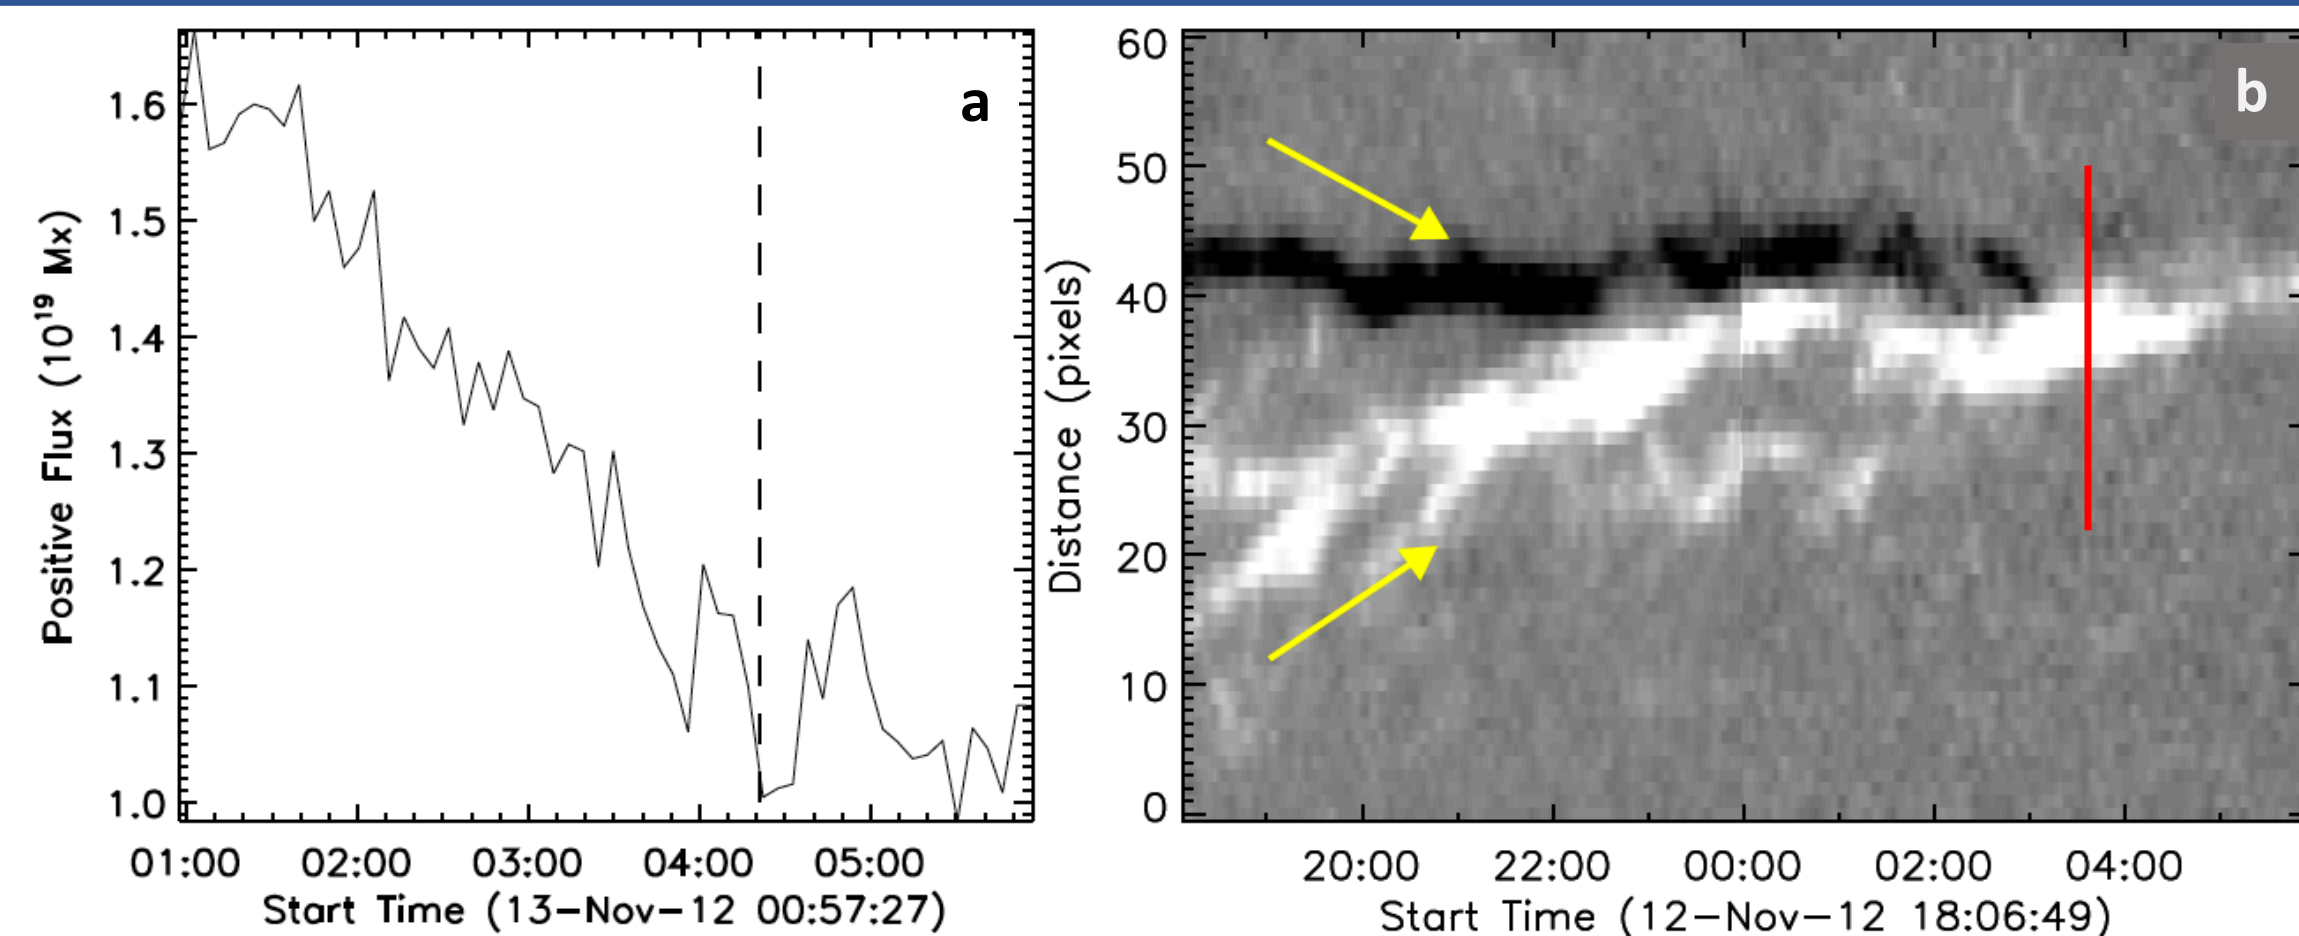 a
1.6
1.5
1.4
1.3
1.2
1.1
1.0
Positive Flux (10¹⁹ Mx)
01:00 02:00 03:00 04:00 05:00
Start Time (13-Nov-12 00:57:27)
b
60
50
40
30
20
10
0
Distance (pixels)
20:00 22:00 00:00 02:00 04:00
Start Time (12-Nov-12 18:06:49)